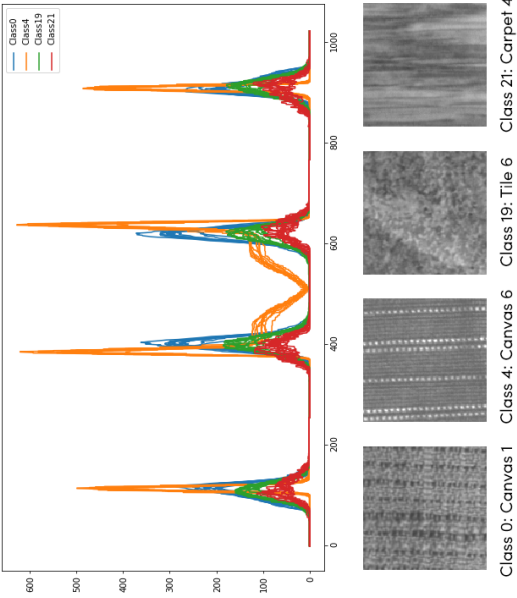 Class0
Class4
Class19
Class21
600
500
400
300
200
100
0
0
200
400
600
800
1000
Class 0: Canvas 1
Class 4: Canvas 6
Class 19: Tile 6
Class 21: Carpet 4